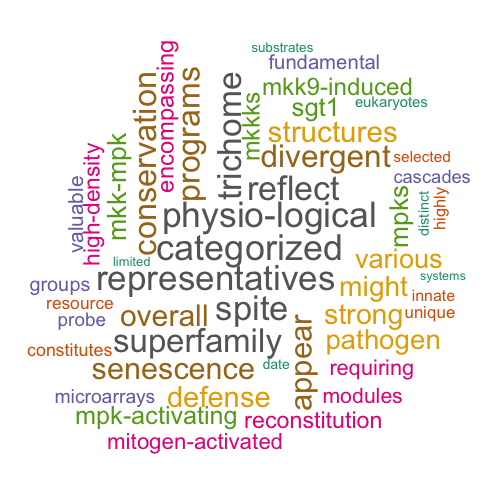 substrates
fundamental
encompassing
conservation
programs
trichome
mkkks
mkk9-induced
sgt1
eukaryotes
structures
divergent
selected
cascades
valuable
high-density
mkk-mpk
reflect
mpks
distinct
highly
physio-logical
categorized
limited
various
systems
representatives
groups
might
innate
resource
probe
overall
spite
strong
unique
constitutes
superfamily
appear
pathogen
senescence
date
requiring
microarrays
defense
modules
mpk-activating
reconstitution
mitogen-activated